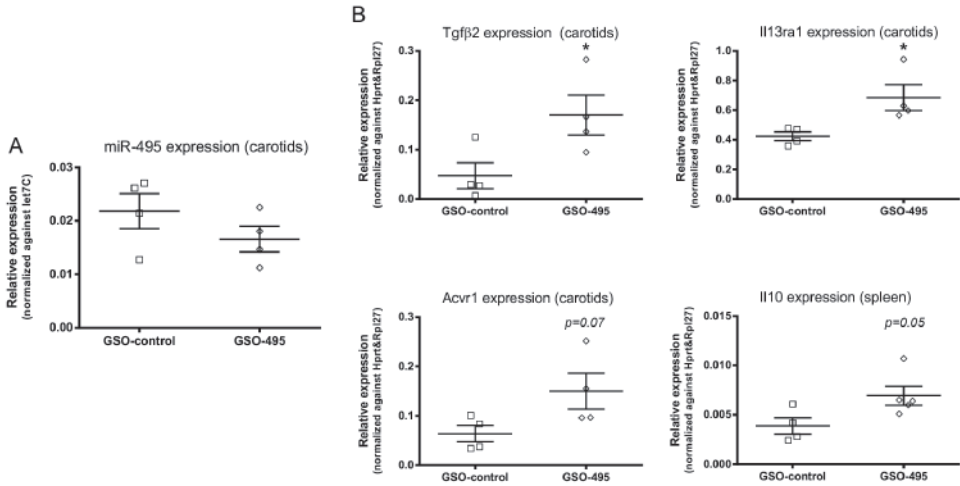 A
miR-495 expression (carotids)
Relative expression
(normalized against let7C)
0.03
0.02
0.01
0.00
GSO-control
GSO-495
B
Tgfβ2 expression (carotids)
Relative expression
(normalized against Hprt&Rpl27)
0.3
0.2
0.1
0.0
*
GSO-control
GSO-495
Il13ra1 expression (carotids)
Relative expression
(normalized against Hprt&Rpl27)
1.0
0.8
0.6
0.4
0.2
0.0
*
GSO-control
GSO-495
Acvr1 expression (carotids)
Relative expression
(normalized against Hprt&Rpl27)
0.3
0.2
0.1
0.0
p=0.07
GSO-control
GSO-495
Il10 expression (spleen)
Relative expression
(normalized against Hprt&Rpl27)
0.015
0.010
0.005
0.000
p=0.05
GSO-control
GSO-495